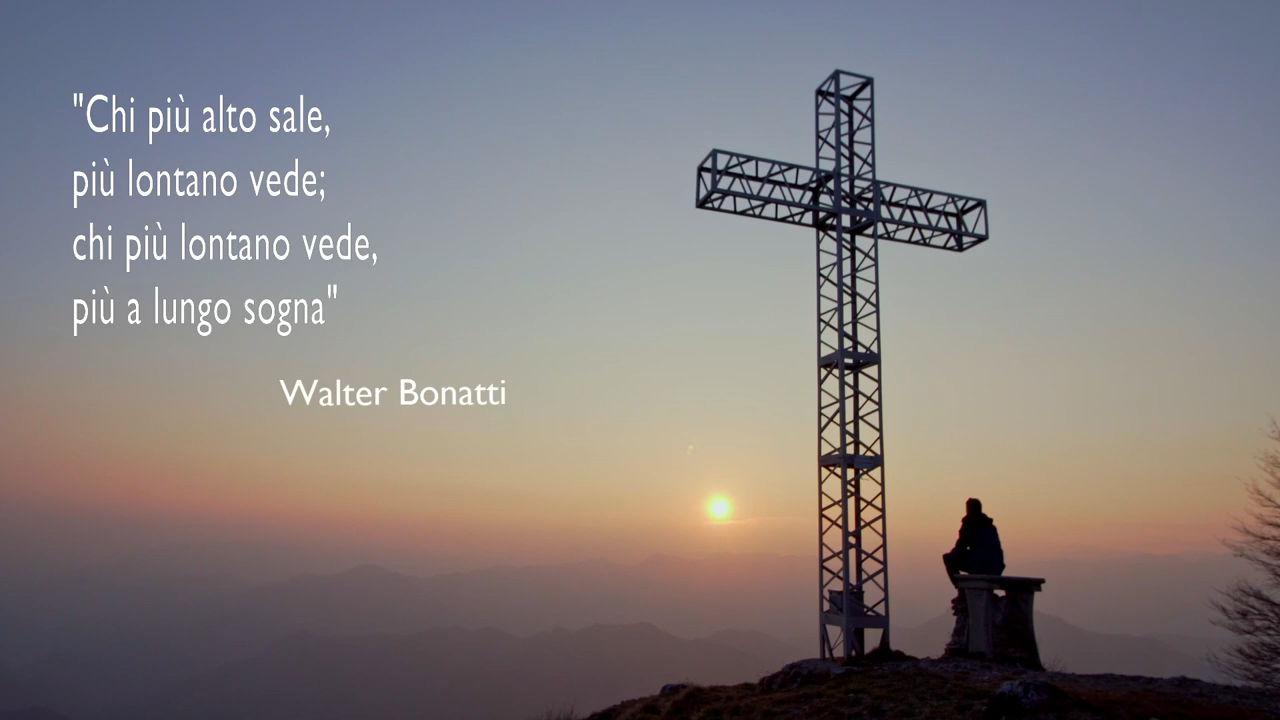 "Chi più alto sale,
più lontano vede;
chi più lontano vede,
più a lungo sogna"
Walter Bonatti